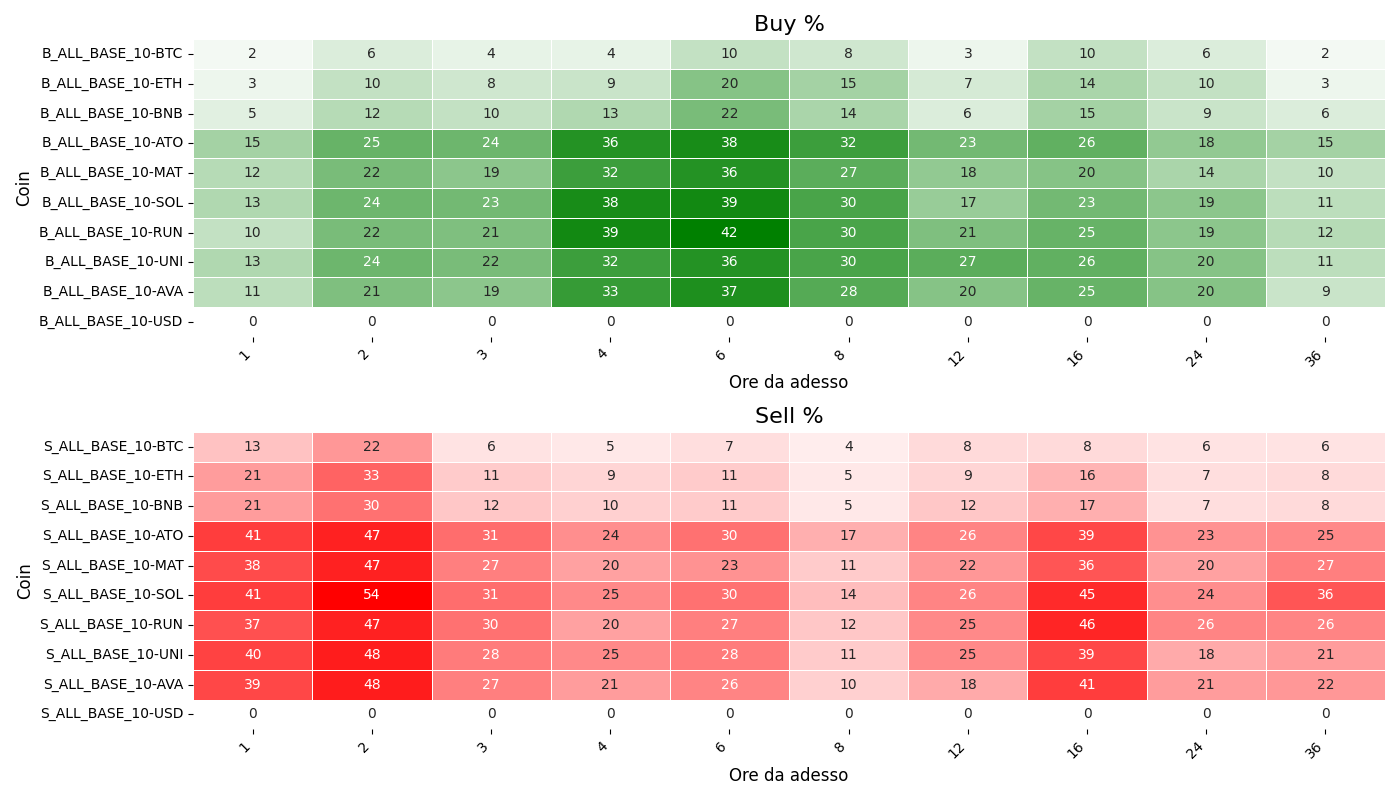 Buy %
Coin
B_ALL_BASE_10-BTC 2 6 4 4 10 8 3 10 6 2
B_ALL_BASE_10-ETH 3 10 8 9 20 15 7 14 10 3
B_ALL_BASE_10-BNB 5 12 10 13 22 14 6 15 9 6
B_ALL_BASE_10-ATO 15 25 24 36 38 32 23 26 18 15
B_ALL_BASE_10-MAT 12 22 19 32 36 27 18 20 14 10
B_ALL_BASE_10-SOL 13 24 23 38 39 30 17 23 19 11
B_ALL_BASE_10-RUN 10 22 21 39 42 30 21 25 19 12
B_ALL_BASE_10-UNI 13 24 22 32 36 30 27 26 20 11
B_ALL_BASE_10-AVA 11 21 19 33 37 28 20 25 20 9
B_ALL_BASE_10-USD 0 0 0 0 0 0 0 0 0 0
1 2 3 4 6 8 12 16 24 36
Ore da adesso
Sell %
Coin
S_ALL_BASE_10-BTC 13 22 6 5 7 4 8 8 6 6
S_ALL_BASE_10-ETH 21 33 11 9 11 5 9 16 7 8
S_ALL_BASE_10-BNB 21 30 12 10 11 5 12 17 7 8
S_ALL_BASE_10-ATO 41 47 31 24 30 17 26 39 23 25
S_ALL_BASE_10-MAT 38 47 27 20 23 11 22 36 20 27
S_ALL_BASE_10-SOL 41 54 31 25 30 14 26 45 24 36
S_ALL_BASE_10-RUN 37 47 30 20 27 12 25 46 26 26
S_ALL_BASE_10-UNI 40 48 28 25 28 11 25 39 18 21
S_ALL_BASE_10-AVA 39 48 27 21 26 10 18 41 21 22
S_ALL_BASE_10-USD 0 0 0 0 0 0 0 0 0 0
1 2 3 4 6 8 12 16 24 36
Ore da adesso